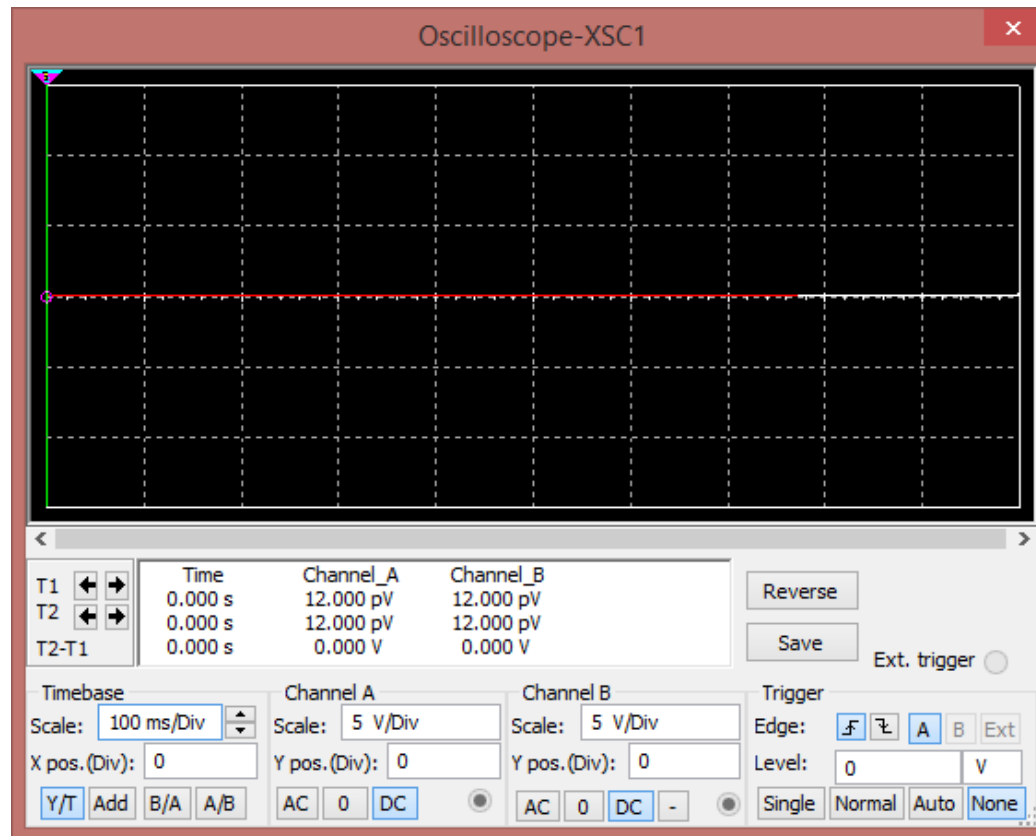 Oscilloscope-XSC1
Time Channel_A Channel_B
T1 0.000 s 12.000 pV 12.000 pV
T2 0.000 s 12.000 pV 12.000 pV
T2-T1 0.000 s 0.000 V 0.000 V
Reverse
Save
Ext. trigger
Timebase
Scale: 100 ms/Div
X pos.(Div): 0
Y/T Add B/A A/B
Channel A
Scale: 5 V/Div
Y pos.(Div): 0
AC 0 DC
Channel B
Scale: 5 V/Div
Y pos.(Div): 0
AC 0 DC -
Trigger
Edge: A B Ext
Level: 0 V
Single Normal Auto None